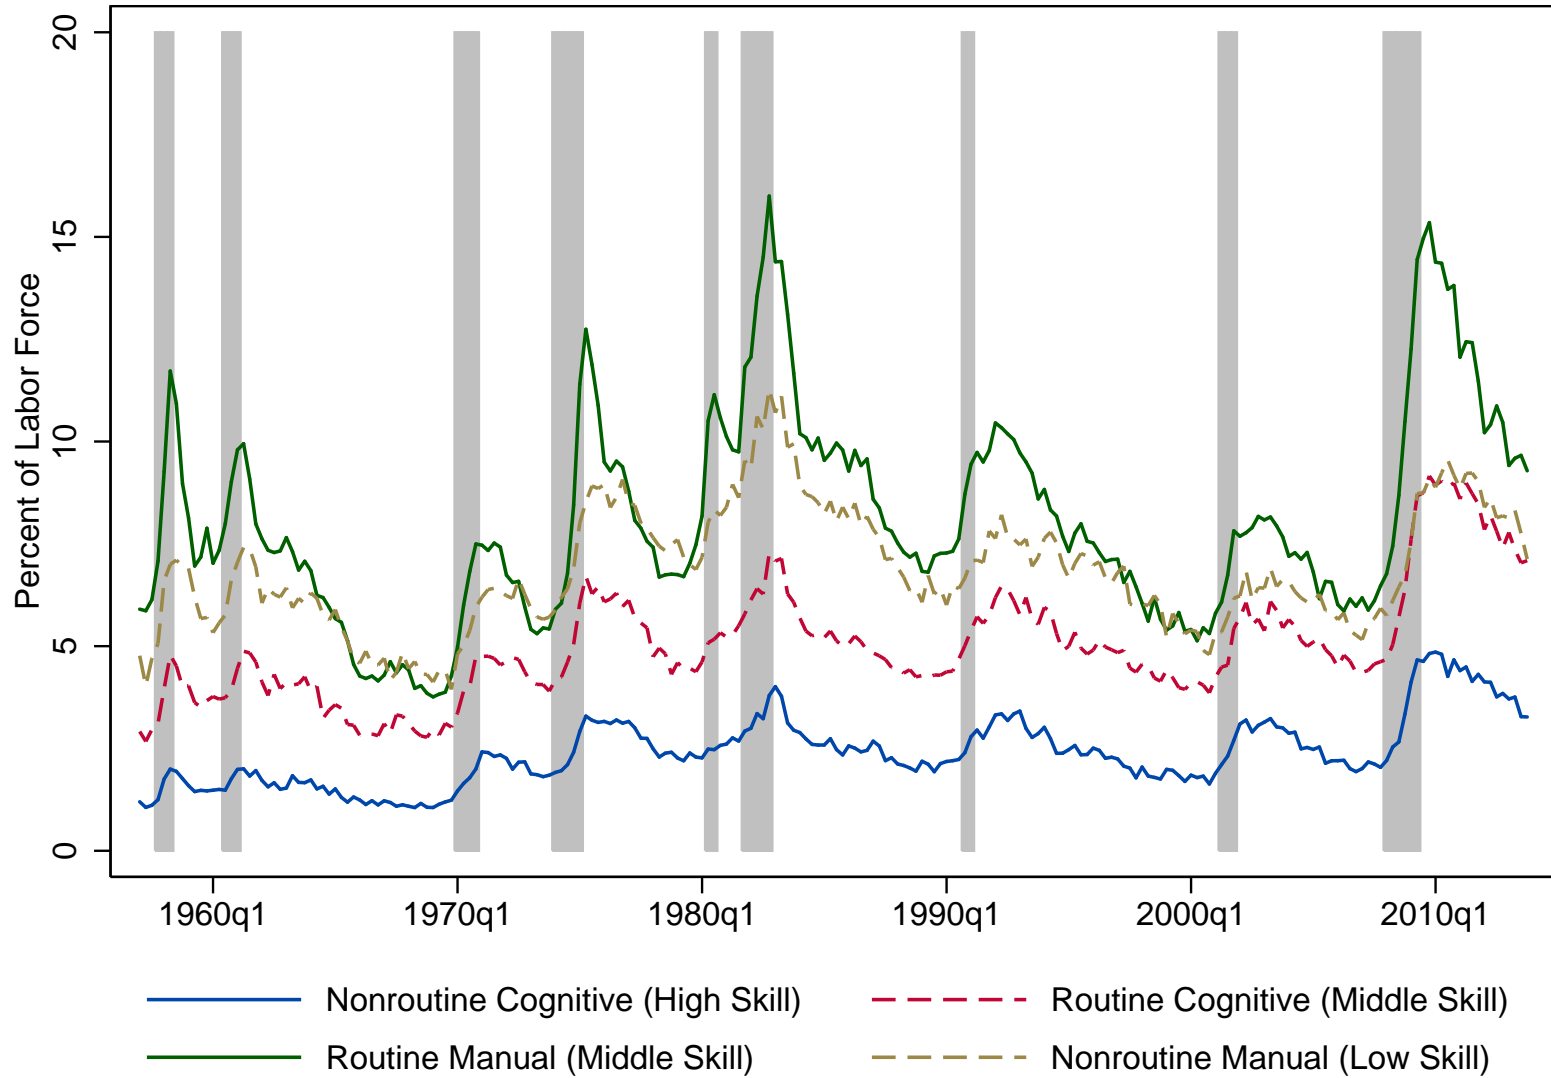 Percent of Labor Force
20
15
10
5
0
1960q1 1970q1 1980q1 1990q1 2000q1 2010q1
Nonroutine Cognitive (High Skill) Routine Cognitive (Middle Skill)
Routine Manual (Middle Skill) Nonroutine Manual (Low Skill)